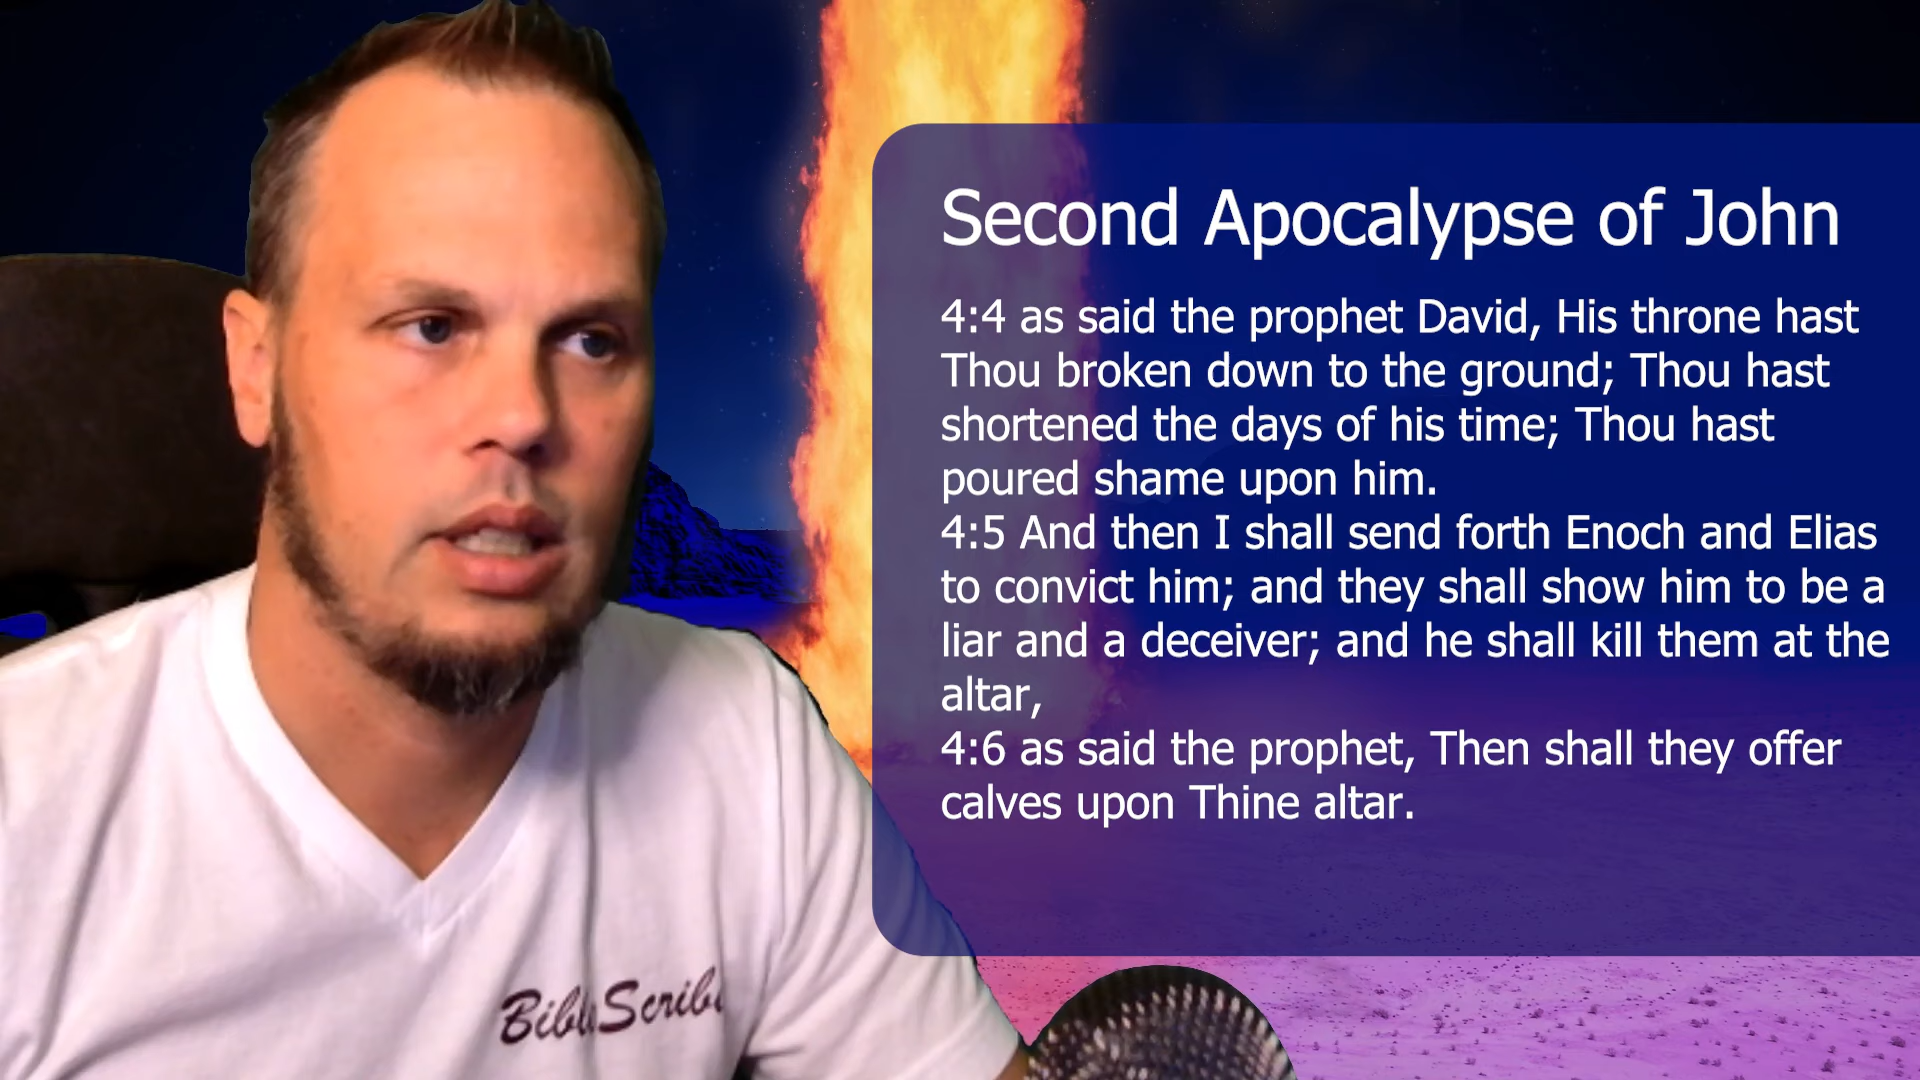 Second Apocalypse of John
4:4 as said the prophet David, His throne hast
Thou broken down to the ground; Thou hast
shortened the days of his time; Thou hast
poured shame upon him.
4:5 And then I shall send forth Enoch and Elias
to convict him; and they shall show him to be a
liar and a deceiver; and he shall kill them at the
altar,
4:6 as said the prophet, Then shall they offer
calves upon Thine altar.